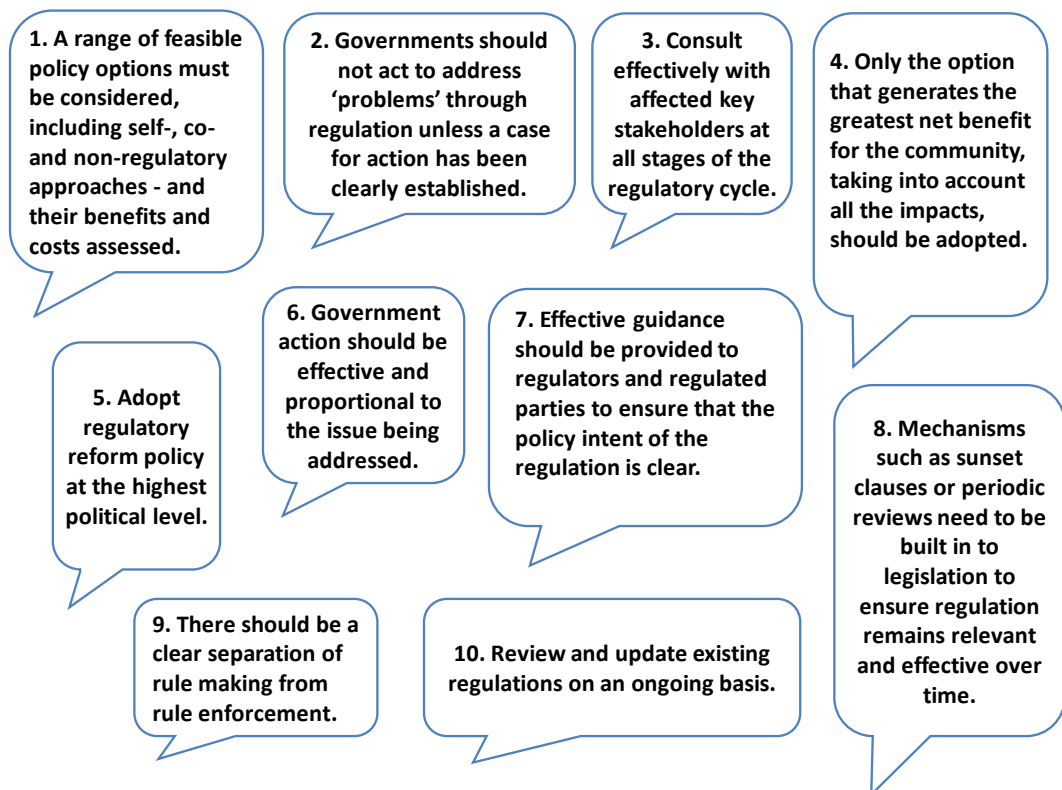 1. A range of feasible
policy options must
be considered,
including self-, co-
and non-regulatory
approaches - and
their benefits and
costs assessed.
2. Governments should
not act to address
‘problems’ through
regulation unless a case
for action has been
clearly established.
3. Consult
effectively with
affected key
stakeholders at
all stages of the
regulatory cycle.
4. Only the option
that generates the
greatest net benefit
for the community,
taking into account
all the impacts,
should be adopted.
5. Adopt
regulatory
reform policy
at the highest
political level.
6. Government
action should be
effective and
proportional to
the issue being
addressed.
7. Effective guidance
should be provided to
regulators and regulated
parties to ensure that the
policy intent of the
regulation is clear.
8. Mechanisms
such as sunset
clauses or periodic
reviews need to be
built in to
legislation to
ensure regulation
remains relevant
and effective over
time.
9. There should be a
clear separation of
rule making from
rule enforcement.
10. Review and update existing
regulations on an ongoing basis.